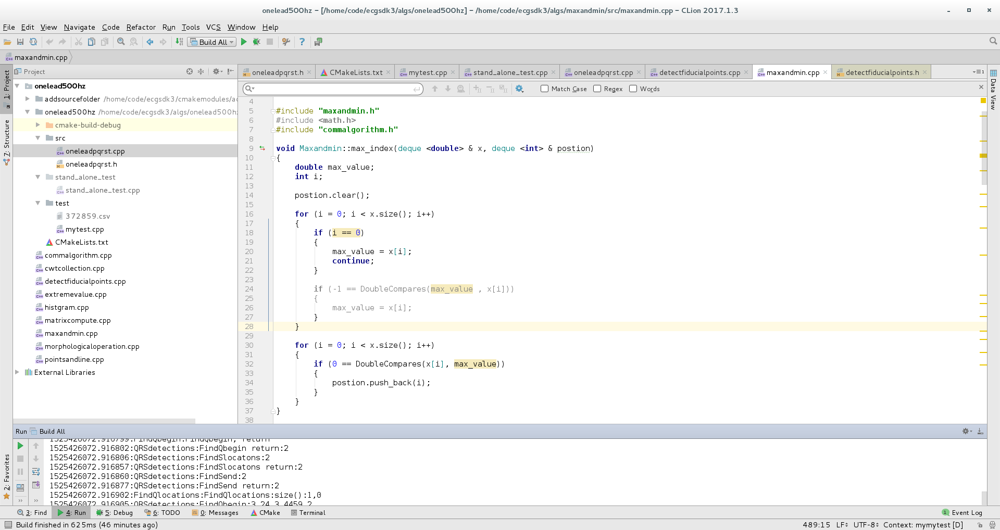 onelead500hz – [/home/code/ecgsdk3/algs/onelead500hz] – /home/code/ecgsdk3/algs/maxandmin/src/maxandmin.cpp – CLion 2017.1.3
File Edit View Navigate Code Refactor Run Tools VCS Window Help
Build All
maxandmin.cpp
Project
oneleadpqrst.h CMakeLists.txt mytest.cpp stand_alone_test.cpp oneleadpqrst.cpp detectfiducialpoints.cpp maxandmin.cpp detectfiducialpoints.h
Match Case Regex Words
1: Project
Z: Structure
2: Favorites
Data View
onelead500hz
addsourcefolder /home/code/ecgsdk3/cmakemodules/ad
onelead500hz /home/code/ecgsdk3/algs/onelead500hz
cmake-build-debug
src
oneleadpqrst.cpp
oneleadpqrst.h
stand_alone_test
stand_alone_test.cpp
test
372859.csv
mytest.cpp
CMakeLists.txt
commalgorithm.cpp
cwtcollection.cpp
detectfiducialpoints.cpp
extremevalue.cpp
histgram.cpp
matrixcompute.cpp
maxandmin.cpp
morphologicaloperation.cpp
pointsandline.cpp
External Libraries
4
5 #include "maxandmin.h"
6 #include <math.h>
7 #include "commalgorithm.h"
8
9 void Maxandmin::max_index(deque <double> & x, deque <int> & postion)
10 {
11 double max_value;
12 int i;
13
14 postion.clear();
15
16 for (i = 0; i < x.size(); i++)
17 {
18 if (i == 0)
19 {
20 max_value = x[i];
21 continue;
22 }
23
24 if (-1 == DoubleCompares(max_value , x[i]))
25 {
26 max_value = x[i];
27 }
28 }
29
30 for (i = 0; i < x.size(); i++)
31 {
32 if (0 == DoubleCompares(x[i], max_value))
33 {
34 postion.push_back(i);
35 }
36 }
37 }
38
Run Build All
1525426072.916799:FindQbegin:FindQbegin, return
1525426072.916802:QRSdetections:FindQbegin return:2
1525426072.916806:QRSdetections:FindSlocatons:2
1525426072.916857:QRSdetections:FindSlocatons return:2
1525426072.916860:QRSdetections:FindSend:2
1525426072.916877:QRSdetections:FindSend return:2
1525426072.916902:FindQlocations:FindQlocations:size():1,0
1525426072.916905:QRSdetections:FindQbegin:3,24,3,4459,2
3: Find 4: Run 5: Debug 6: TODO 0: Messages CMake Terminal 1 Event Log
Build finished in 625ms (46 minutes ago) 489:15 LF UTF-8 Context: mymytest [D]